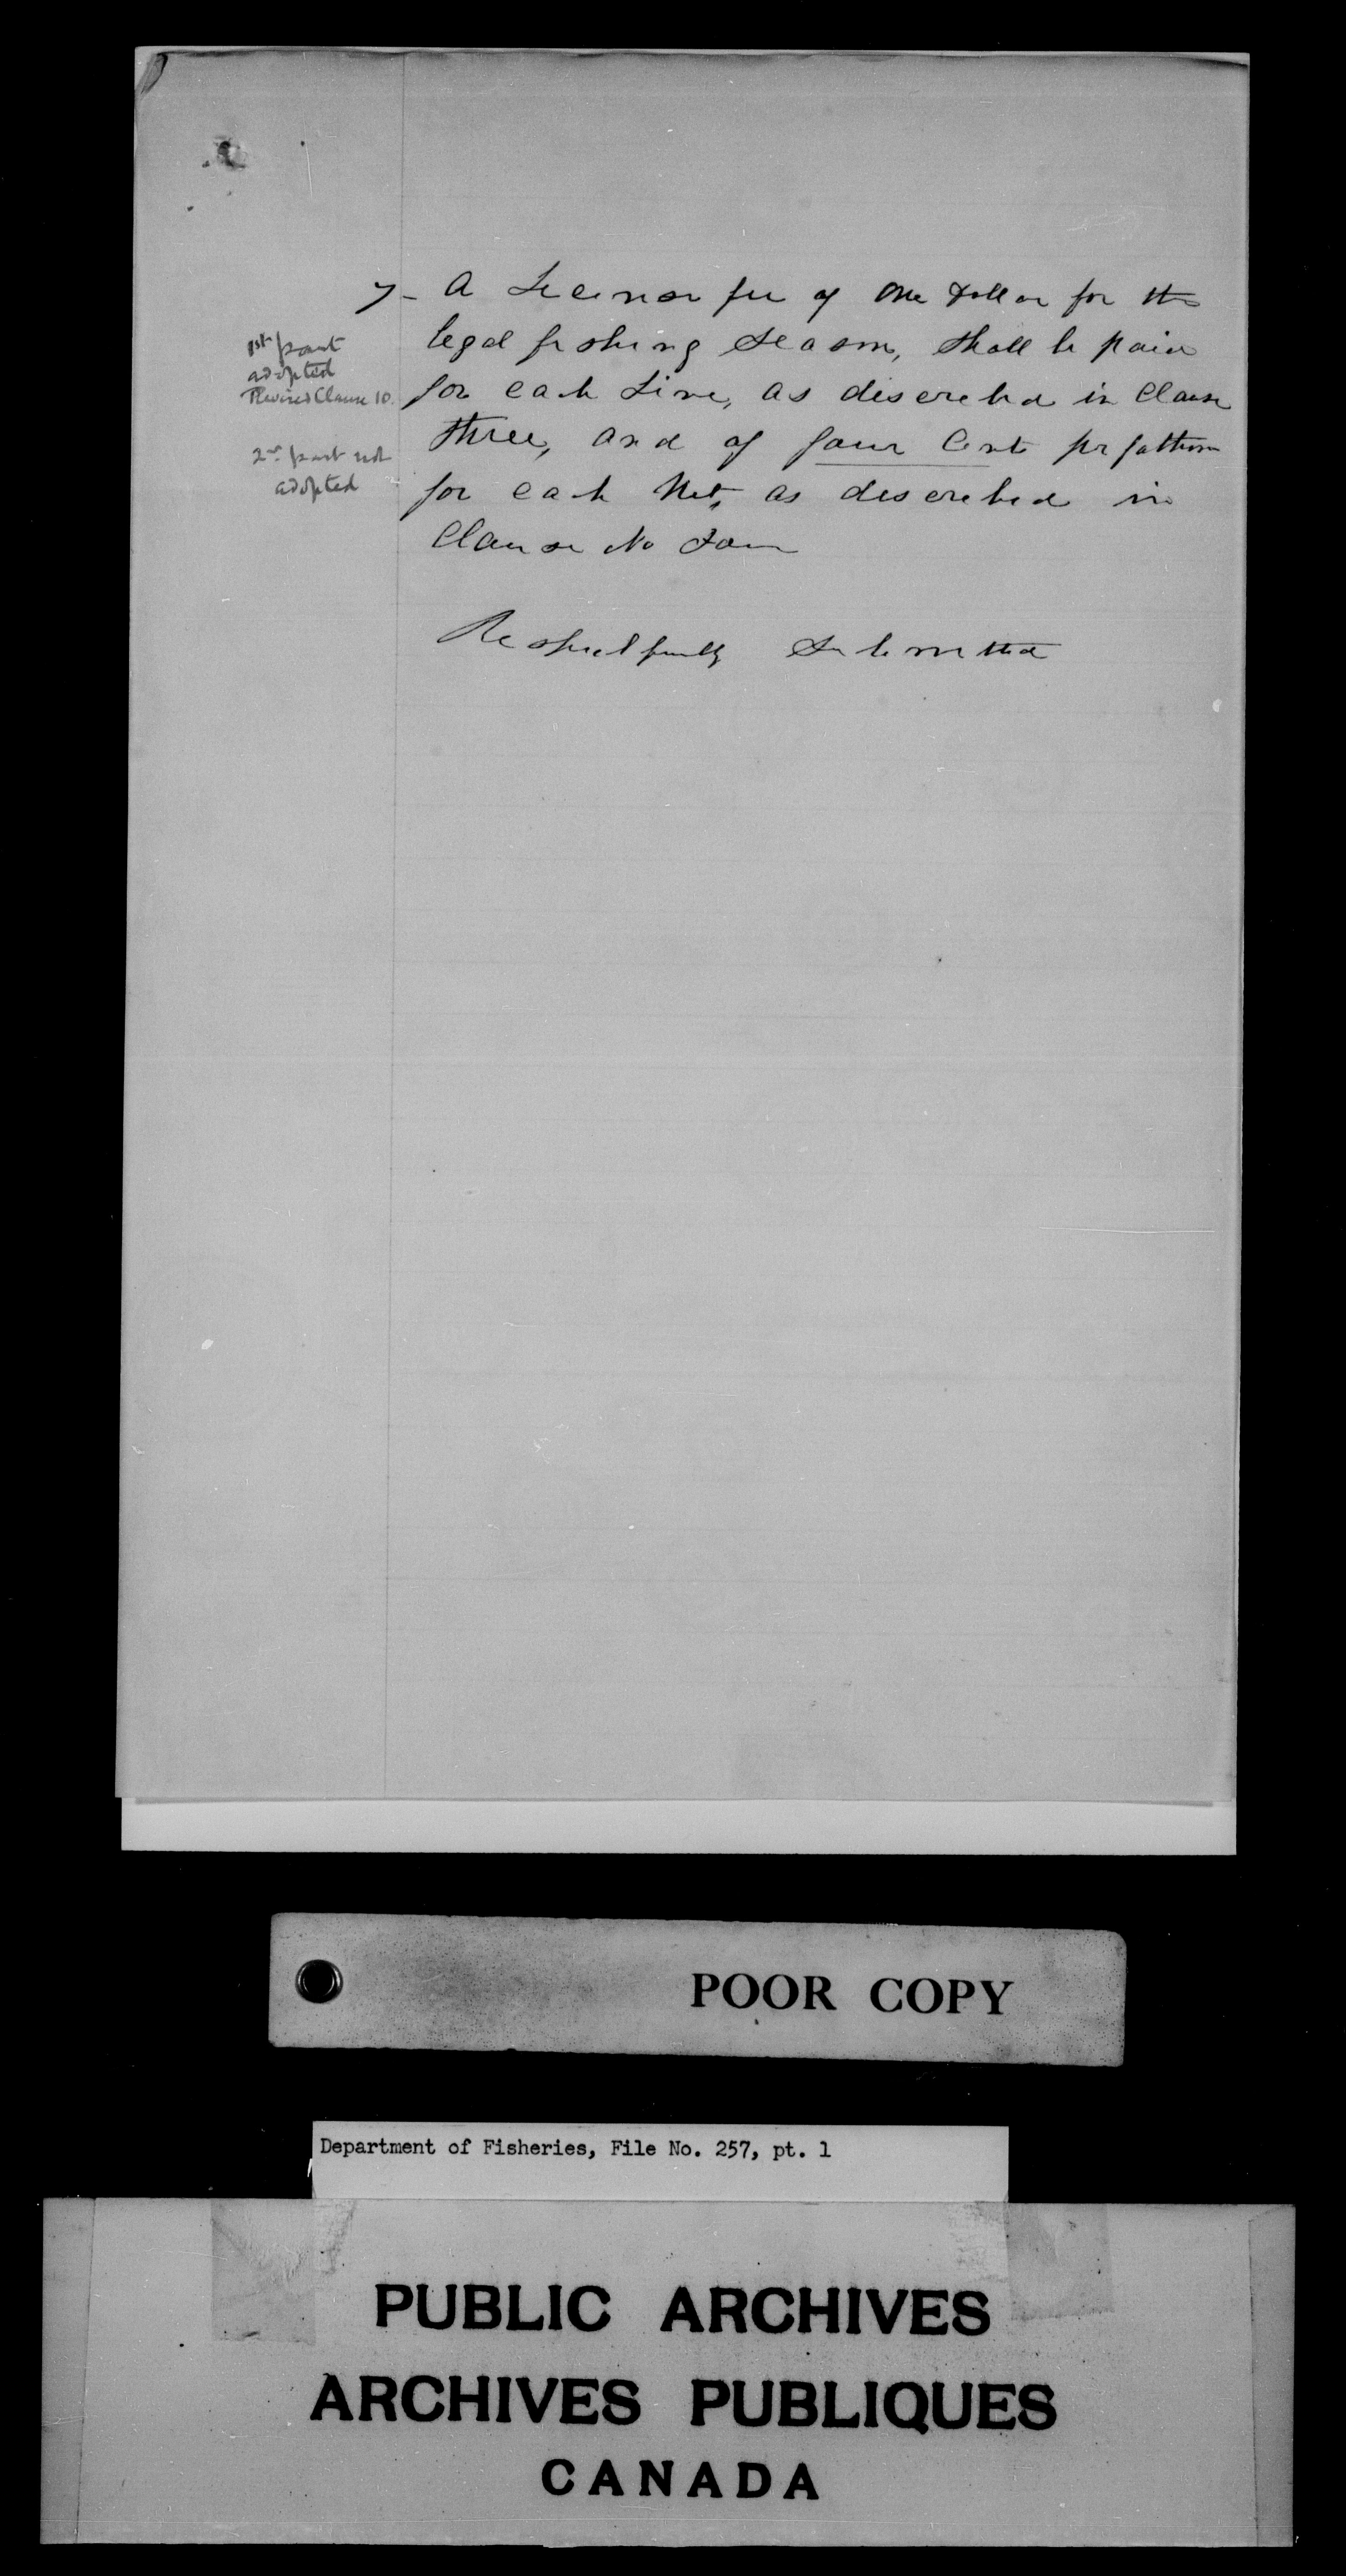 7- A License fee of One Dollar for the
legal fishing Season, Shall be paid
for each Line, as described in Clause
three, and of four Cents pr fathom
for each Net, as described in
Clause No Four
Respectfully Submitted
1st part
adopted
Revised Clause 10.
2nd part not
adopted
POOR COPY
Department of Fisheries, File No. 257, pt. 1
PUBLIC ARCHIVES
ARCHIVES PUBLIQUES
CANADA